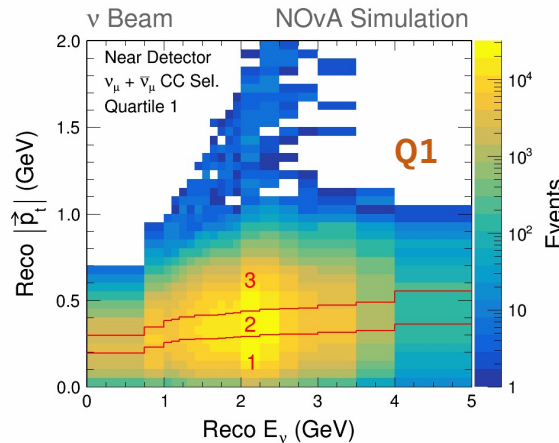 ν Beam NOvA Simulation
Near Detector
ν_μ + ν̄_μ CC Sel.
Quartile 1
Q1
3
2
1
2.0
1.5
1.0
0.5
0.0
0 1 2 3 4 5
Reco E_ν (GeV)
Reco |p⃗_t| (GeV)
10⁴
10³
10²
10
1
Events